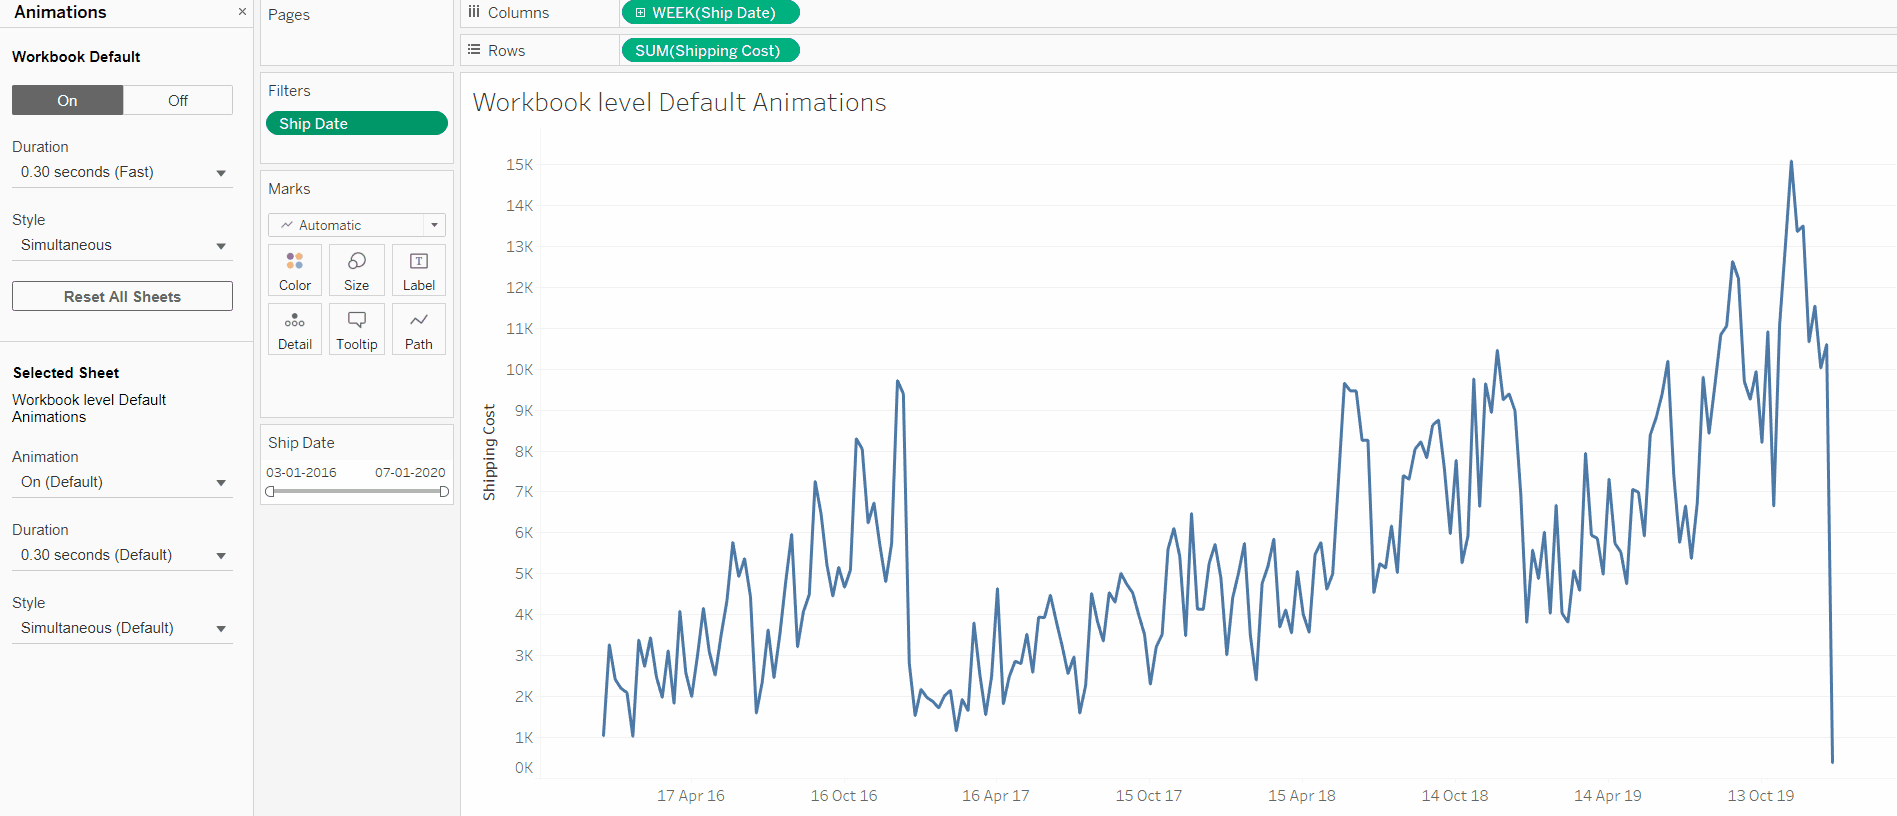 Animations ×
Workbook Default
On Off
Duration
0.30 seconds (Fast)
Style
Simultaneous
Reset All Sheets
Selected Sheet
Workbook level Default
Animations
Animation
On (Default)
Duration
0.30 seconds (Default)
Style
Simultaneous (Default)
Pages
Filters
Ship Date
Marks
Automatic
Color Size Label
Detail Tooltip Path
Ship Date
03-01-2016 07-01-2020
Columns WEEK(Ship Date)
Rows SUM(Shipping Cost)
Workbook level Default Animations
Shipping Cost
15K
14K
13K
12K
11K
10K
9K
8K
7K
6K
5K
4K
3K
2K
1K
0K
17 Apr 16 16 Oct 16 16 Apr 17 15 Oct 17 15 Apr 18 14 Oct 18 14 Apr 19 13 Oct 19